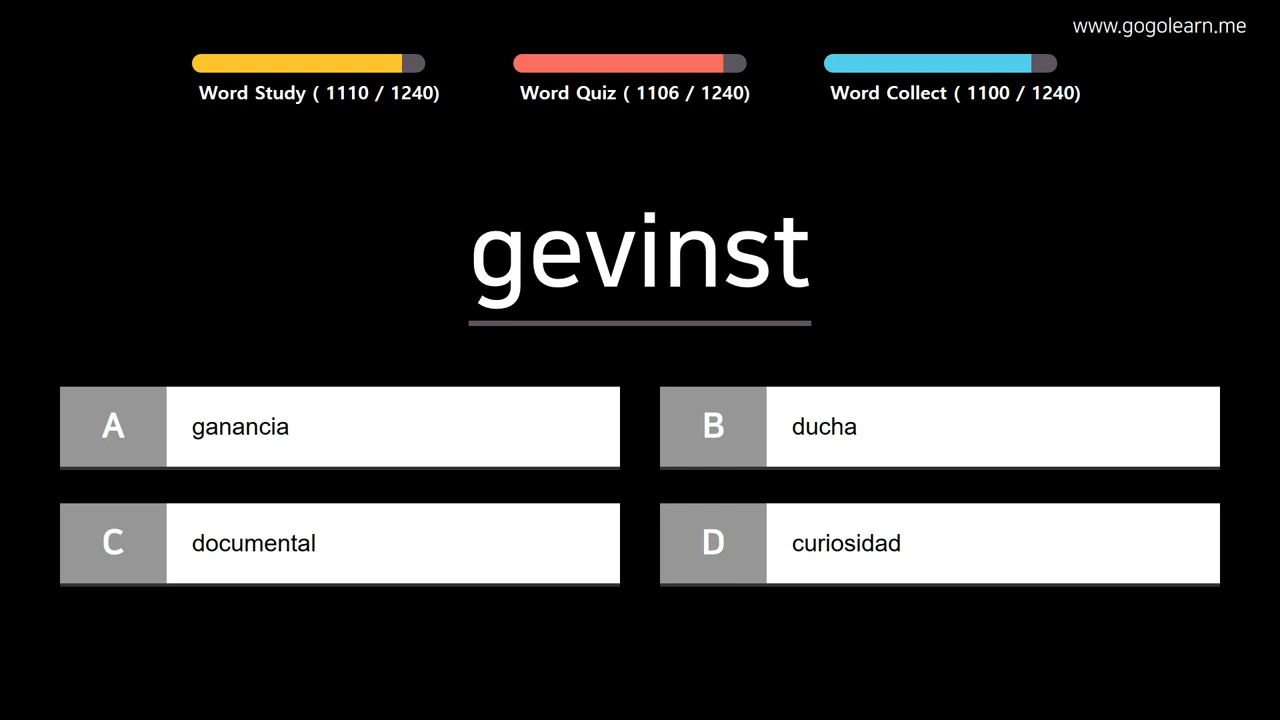 www.gogolearn.me
Word Study ( 1110 / 1240)
Word Quiz ( 1106 / 1240)
Word Collect ( 1100 / 1240)
gevinst
A ganancia
B ducha
C documental
D curiosidad